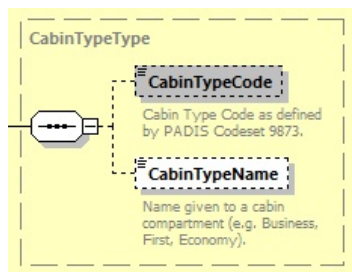 CabinTypeType
CabinTypeCode
Cabin Type Code as defined
by PADIS Codeset 9873.
CabinTypeName
Name given to a cabin
compartment (e.g. Business,
First, Economy).